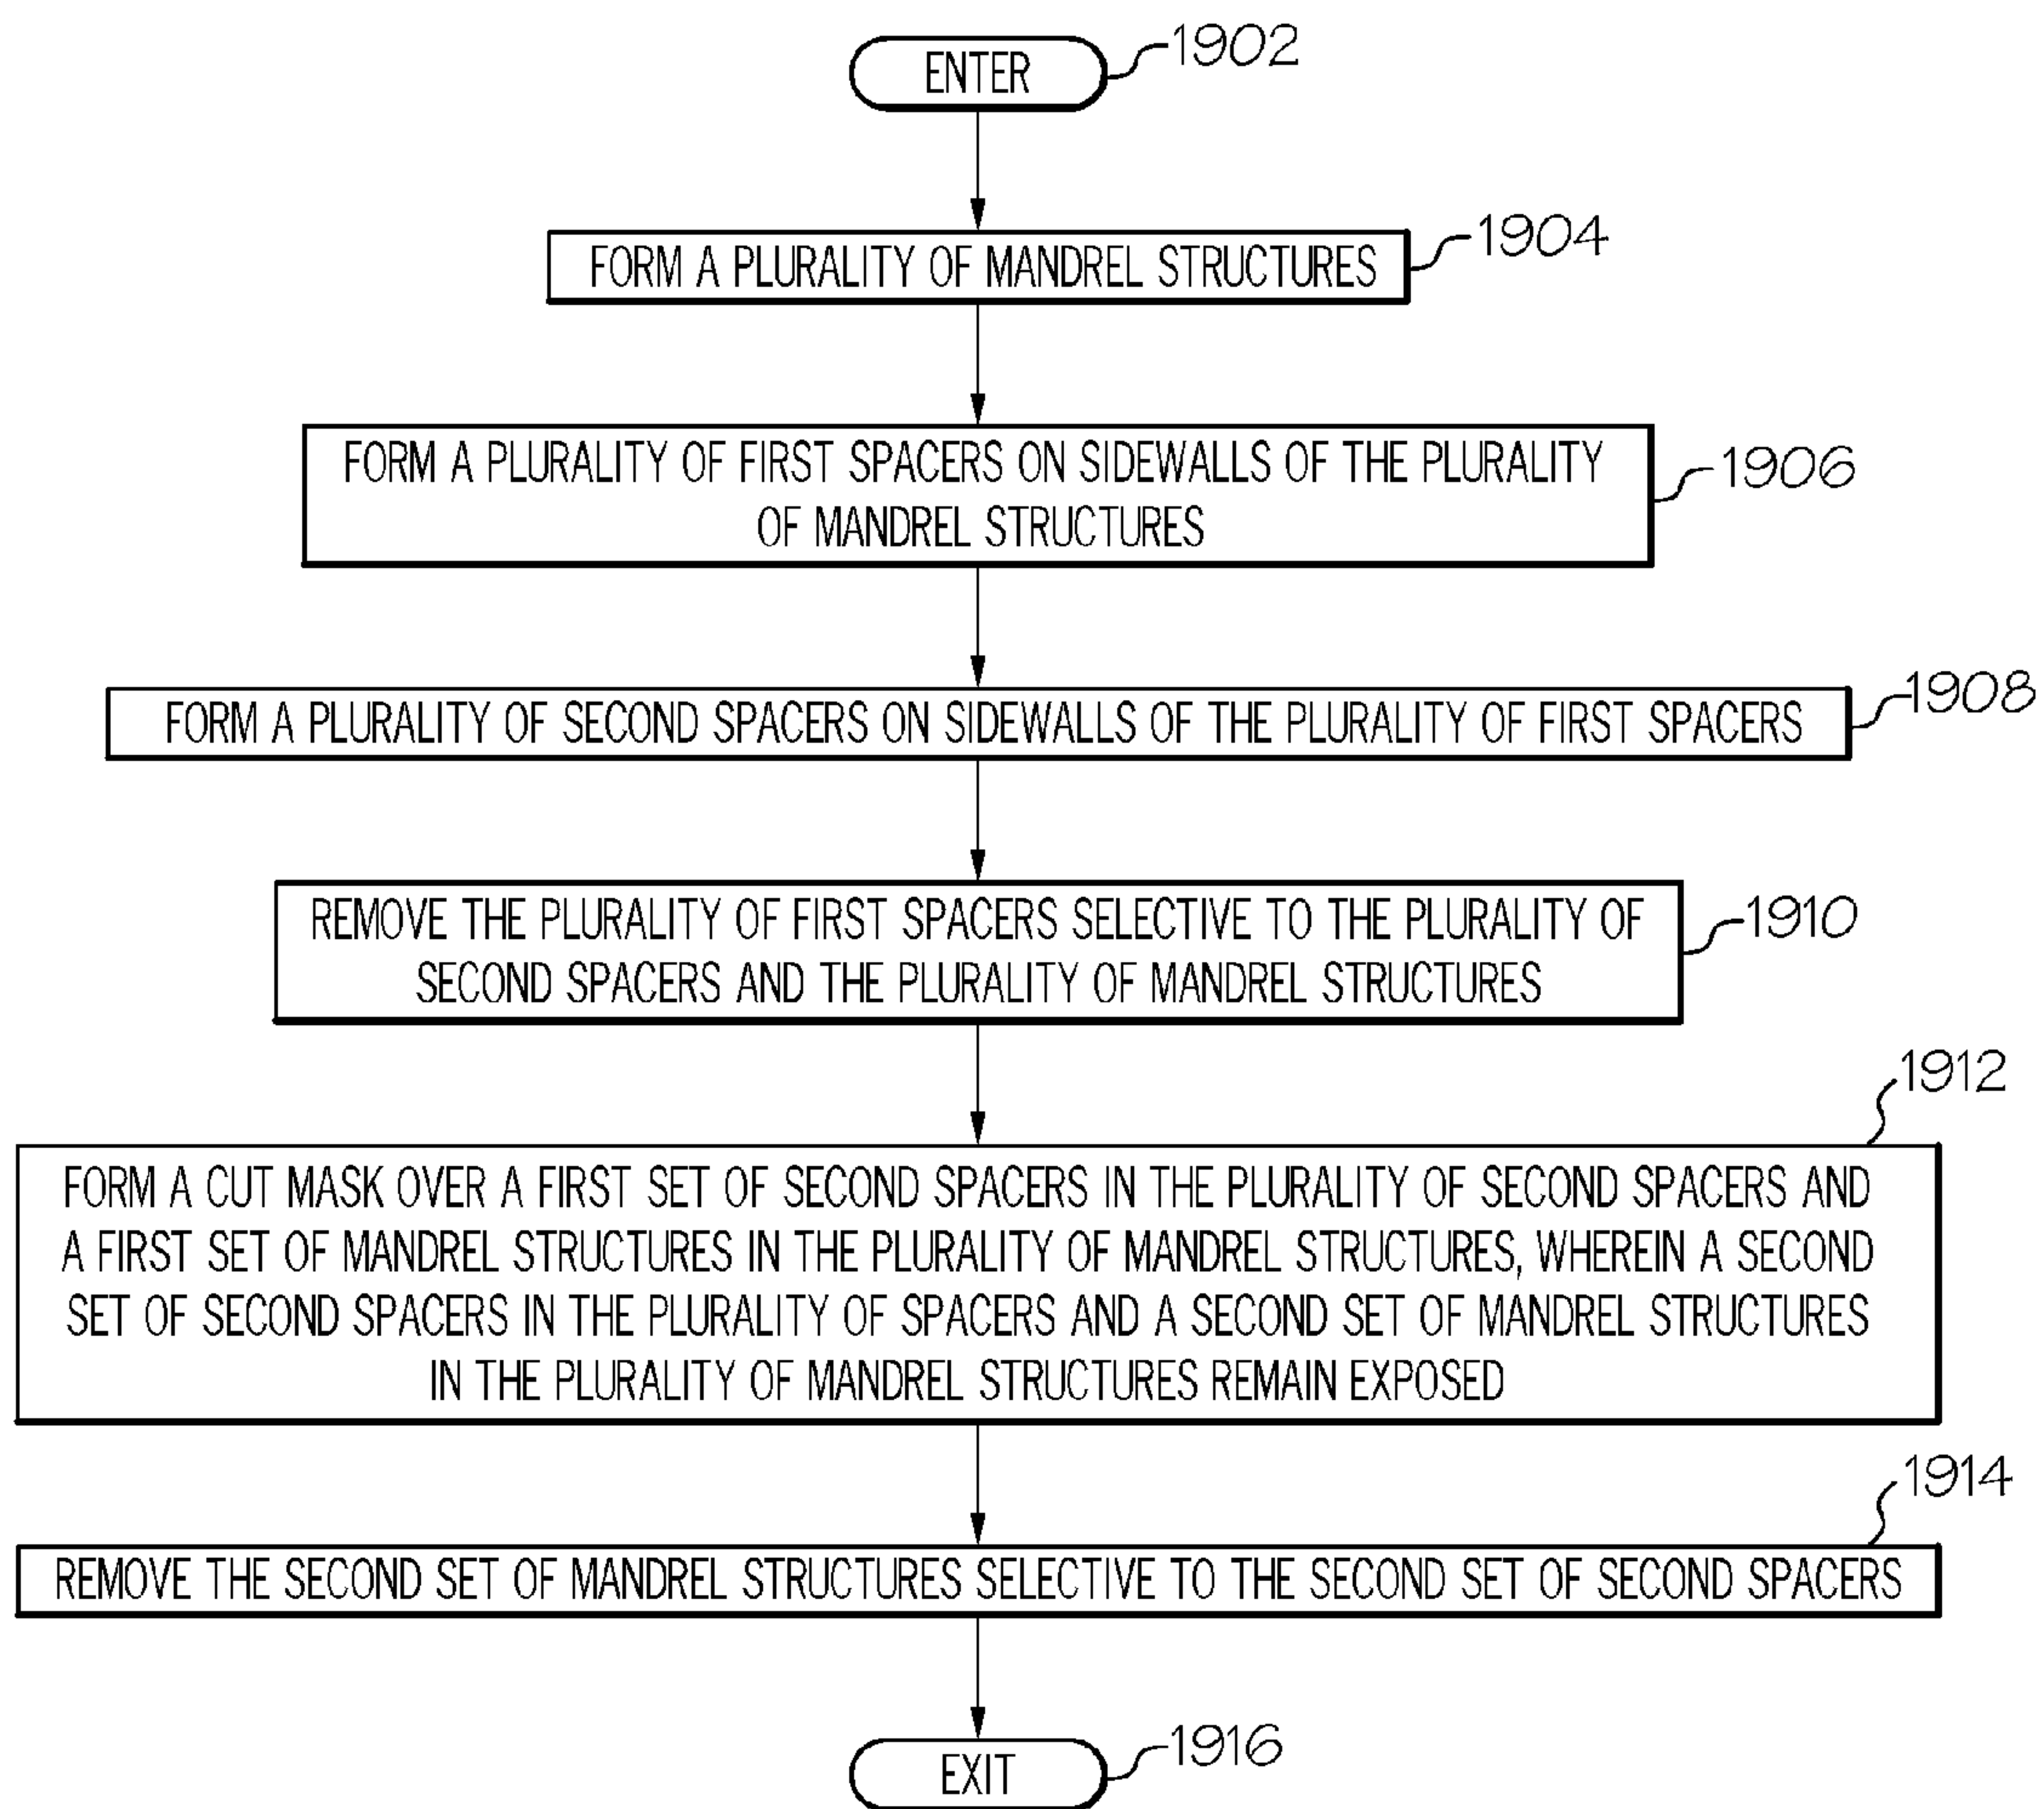 ENTER
1902
FORM A PLURALITY OF MANDREL STRUCTURES
1904
FORM A PLURALITY OF FIRST SPACERS ON SIDEWALLS OF THE PLURALITY
OF MANDREL STRUCTURES
1906
FORM A PLURALITY OF SECOND SPACERS ON SIDEWALLS OF THE PLURALITY OF FIRST SPACERS
1908
REMOVE THE PLURALITY OF FIRST SPACERS SELECTIVE TO THE PLURALITY OF
SECOND SPACERS AND THE PLURALITY OF MANDREL STRUCTURES
1910
1912
FORM A CUT MASK OVER A FIRST SET OF SECOND SPACERS IN THE PLURALITY OF SECOND SPACERS AND
A FIRST SET OF MANDREL STRUCTURES IN THE PLURALITY OF MANDREL STRUCTURES, WHEREIN A SECOND
SET OF SECOND SPACERS IN THE PLURALITY OF SPACERS AND A SECOND SET OF MANDREL STRUCTURES
IN THE PLURALITY OF MANDREL STRUCTURES REMAIN EXPOSED
1914
REMOVE THE SECOND SET OF MANDREL STRUCTURES SELECTIVE TO THE SECOND SET OF SECOND SPACERS
EXIT
1916